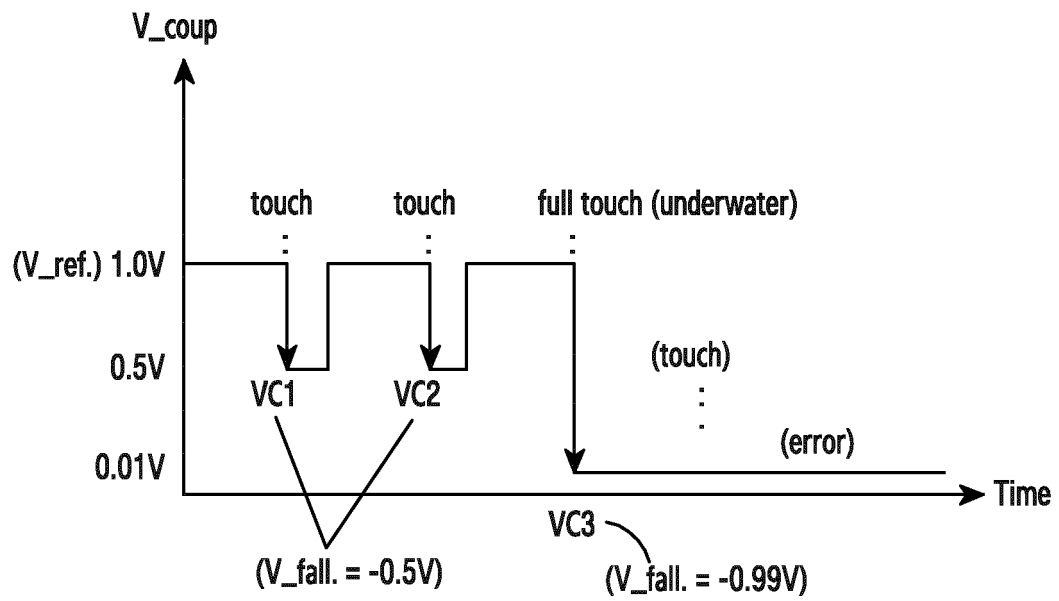 V_coup
touch
touch
full touch (underwater)
(V_ref.) 1.0V
0.5V
(touch)
VC1
VC2
(error)
0.01V
Time
VC3
(V_fall. = -0.5V)
(V_fall. = -0.99V)